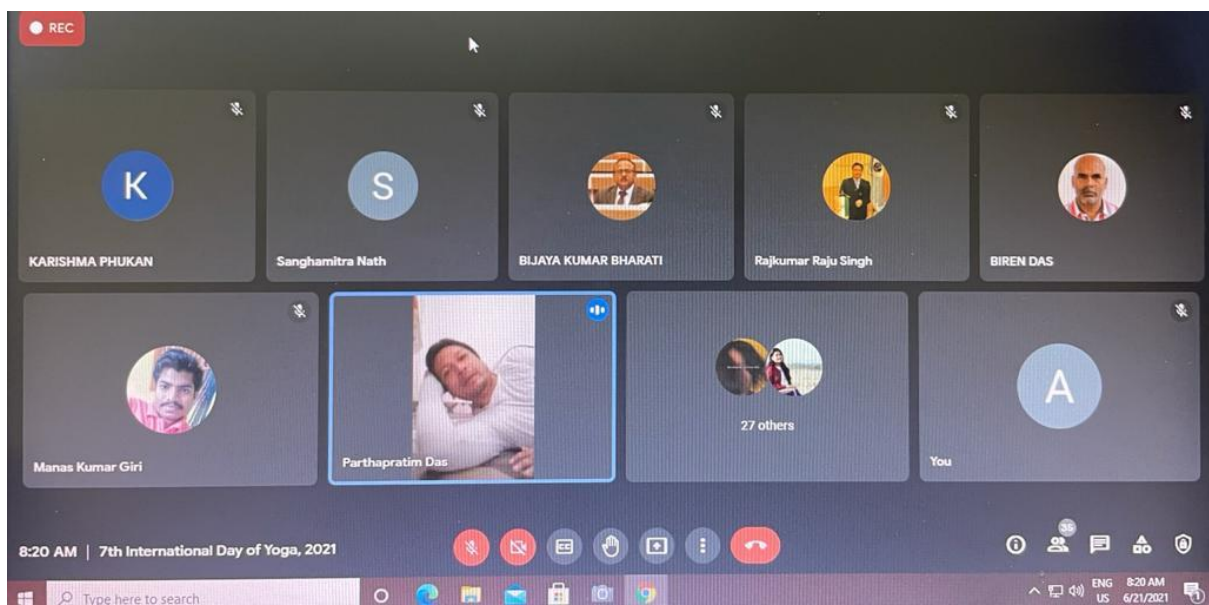 REC
K
KARISHMA PHUKAN
S
Sanghamitra Nath
BIJAYA KUMAR BHARATI
Rajkumar Raju Singh
BIREN DAS
Manas Kumar Giri
Parthapratim Das
27 others
A
You
8:20 AM | 7th International Day of Yoga, 2021
CC
35
Type here to search
ENG
US
8:20 AM
6/21/2021
1